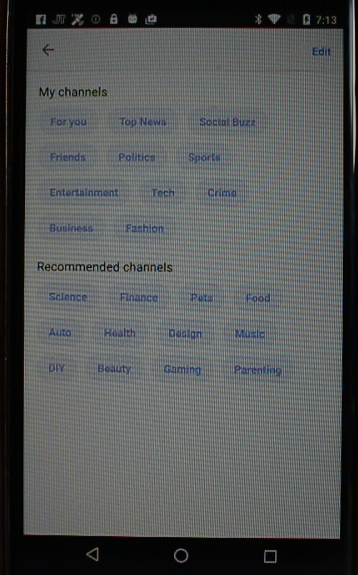 7:13
Edit
My channels
For you Top News Social Buzz
Friends Politics Sports
Entertainment Tech Crime
Business Fashion
Recommended channels
Science Finance Pets Food
Auto Health Design Music
DIY Beauty Gaming Parenting